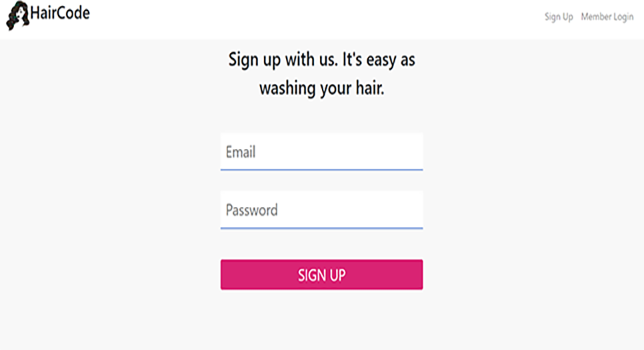 HairCode
Sign Up Member Login
Sign up with us. It's easy as
washing your hair.
Email
Password
SIGN UP